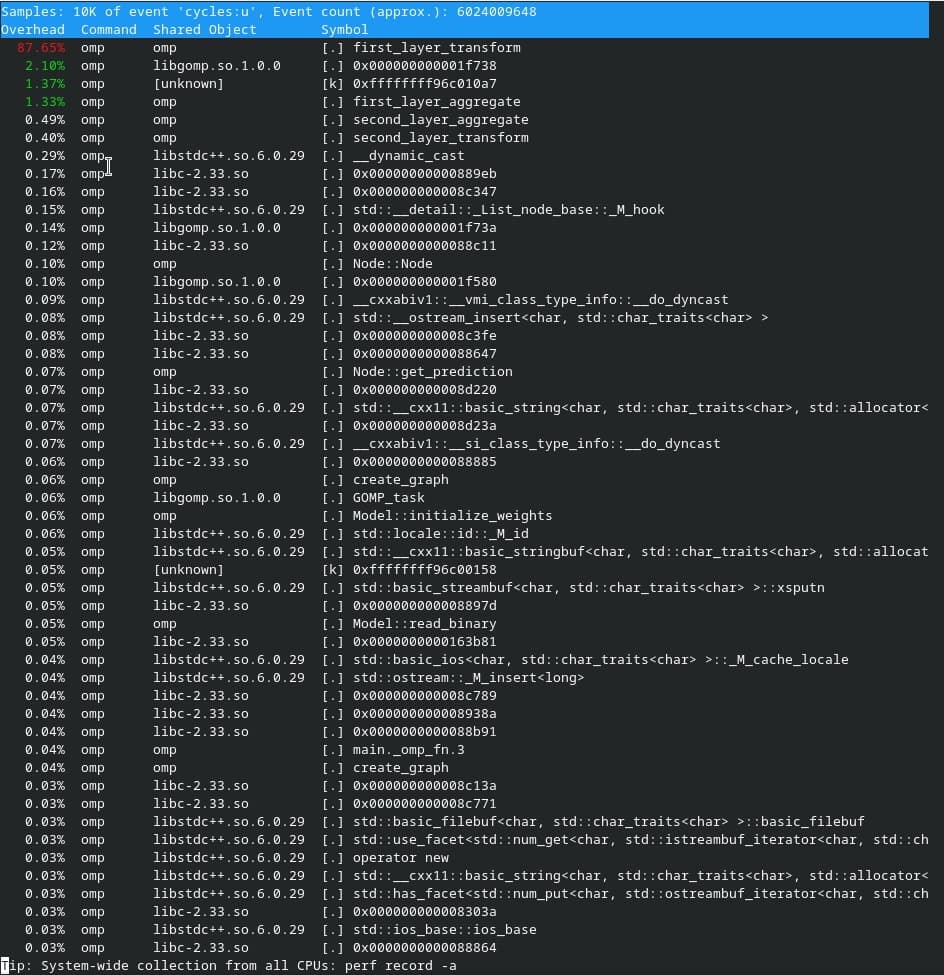 Samples: 10K of event 'cycles:u', Event count (approx.): 6024009648
Overhead  Command  Shared Object        Symbol
  87.65%  omp      omp                  [.] first_layer_transform
   2.10%  omp      libgomp.so.1.0.0     [.] 0x000000000001f738
   1.37%  omp      [unknown]            [k] 0xffffffff96c010a7
   1.33%  omp      omp                  [.] first_layer_aggregate
   0.49%  omp      omp                  [.] second_layer_aggregate
   0.40%  omp      omp                  [.] second_layer_transform
   0.29%  omp      libstdc++.so.6.0.29  [.] __dynamic_cast
   0.17%  omp      libc-2.33.so         [.] 0x00000000000889eb
   0.16%  omp      libc-2.33.so         [.] 0x000000000008c347
   0.15%  omp      libstdc++.so.6.0.29  [.] std::__detail::_List_node_base::_M_hook
   0.14%  omp      libgomp.so.1.0.0     [.] 0x000000000001f73a
   0.12%  omp      libc-2.33.so         [.] 0x0000000000088c11
   0.10%  omp      omp                  [.] Node::Node
   0.10%  omp      libgomp.so.1.0.0     [.] 0x000000000001f580
   0.09%  omp      libstdc++.so.6.0.29  [.] __cxxabiv1::__vmi_class_type_info::__do_dyncast
   0.08%  omp      libstdc++.so.6.0.29  [.] std::__ostream_insert<char, std::char_traits<char> >
   0.08%  omp      libc-2.33.so         [.] 0x000000000008c3fe
   0.08%  omp      libc-2.33.so         [.] 0x0000000000088647
   0.07%  omp      omp                  [.] Node::get_prediction
   0.07%  omp      libc-2.33.so         [.] 0x000000000008d220
   0.07%  omp      libstdc++.so.6.0.29  [.] std::__cxx11::basic_string<char, std::char_traits<char>, std::allocator<
   0.07%  omp      libc-2.33.so         [.] 0x000000000008d23a
   0.07%  omp      libstdc++.so.6.0.29  [.] __cxxabiv1::__si_class_type_info::__do_dyncast
   0.06%  omp      libc-2.33.so         [.] 0x0000000000088885
   0.06%  omp      omp                  [.] create_graph
   0.06%  omp      libgomp.so.1.0.0     [.] GOMP_task
   0.06%  omp      omp                  [.] Model::initialize_weights
   0.06%  omp      libstdc++.so.6.0.29  [.] std::locale::id::_M_id
   0.05%  omp      libstdc++.so.6.0.29  [.] std::__cxx11::basic_stringbuf<char, std::char_traits<char>, std::allocat
   0.05%  omp      [unknown]            [k] 0xffffffff96c00158
   0.05%  omp      libstdc++.so.6.0.29  [.] std::basic_streambuf<char, std::char_traits<char> >::xsputn
   0.05%  omp      libc-2.33.so         [.] 0x000000000008897d
   0.05%  omp      omp                  [.] Model::read_binary
   0.05%  omp      libc-2.33.so         [.] 0x0000000000163b81
   0.04%  omp      libstdc++.so.6.0.29  [.] std::basic_ios<char, std::char_traits<char> >::_M_cache_locale
   0.04%  omp      libstdc++.so.6.0.29  [.] std::ostream::_M_insert<long>
   0.04%  omp      libc-2.33.so         [.] 0x000000000008c789
   0.04%  omp      libc-2.33.so         [.] 0x000000000008938a
   0.04%  omp      libc-2.33.so         [.] 0x0000000000088b91
   0.04%  omp      omp                  [.] main._omp_fn.3
   0.04%  omp      omp                  [.] create_graph
   0.03%  omp      libc-2.33.so         [.] 0x000000000008c13a
   0.03%  omp      libc-2.33.so         [.] 0x000000000008c771
   0.03%  omp      libstdc++.so.6.0.29  [.] std::basic_filebuf<char, std::char_traits<char> >::basic_filebuf
   0.03%  omp      libstdc++.so.6.0.29  [.] std::use_facet<std::num_get<char, std::istreambuf_iterator<char, std::ch
   0.03%  omp      libstdc++.so.6.0.29  [.] operator new
   0.03%  omp      libstdc++.so.6.0.29  [.] std::__cxx11::basic_string<char, std::char_traits<char>, std::allocator<
   0.03%  omp      libstdc++.so.6.0.29  [.] std::has_facet<std::num_put<char, std::ostreambuf_iterator<char, std::ch
   0.03%  omp      libc-2.33.so         [.] 0x000000000008303a
   0.03%  omp      libstdc++.so.6.0.29  [.] std::ios_base::ios_base
   0.03%  omp      libc-2.33.so         [.] 0x0000000000088864
Tip: System-wide collection from all CPUs: perf record -a